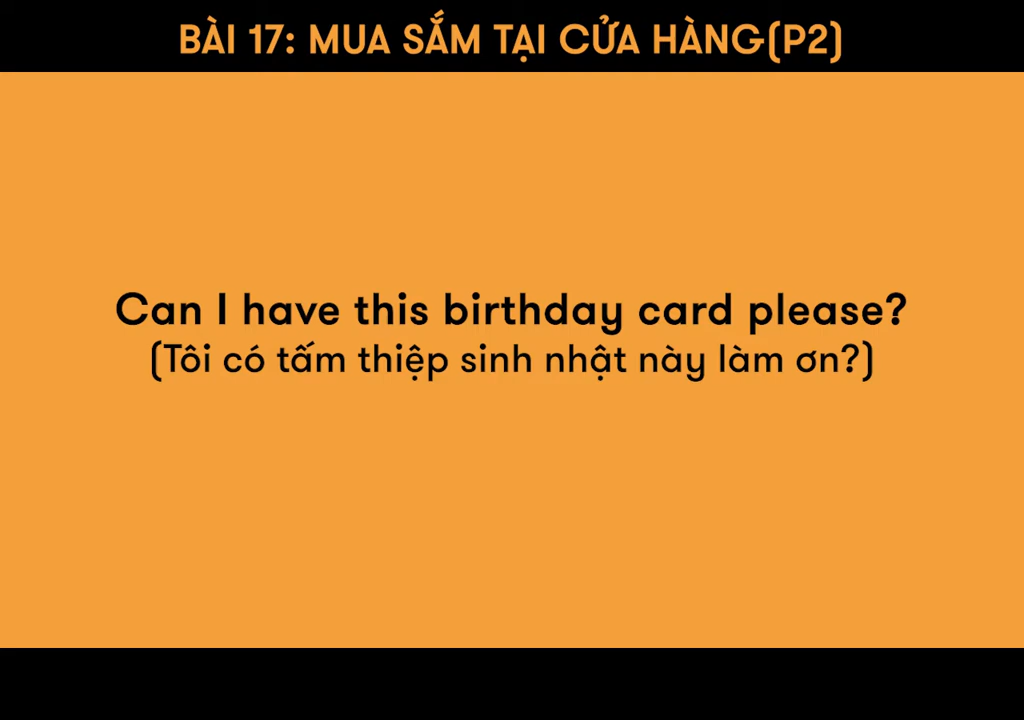 BÀI 17: MUA SẮM TẠI CỬA HÀNG(P2)
Can I have this birthday card please?
(Tôi có tấm thiệp sinh nhật này làm ơn?)